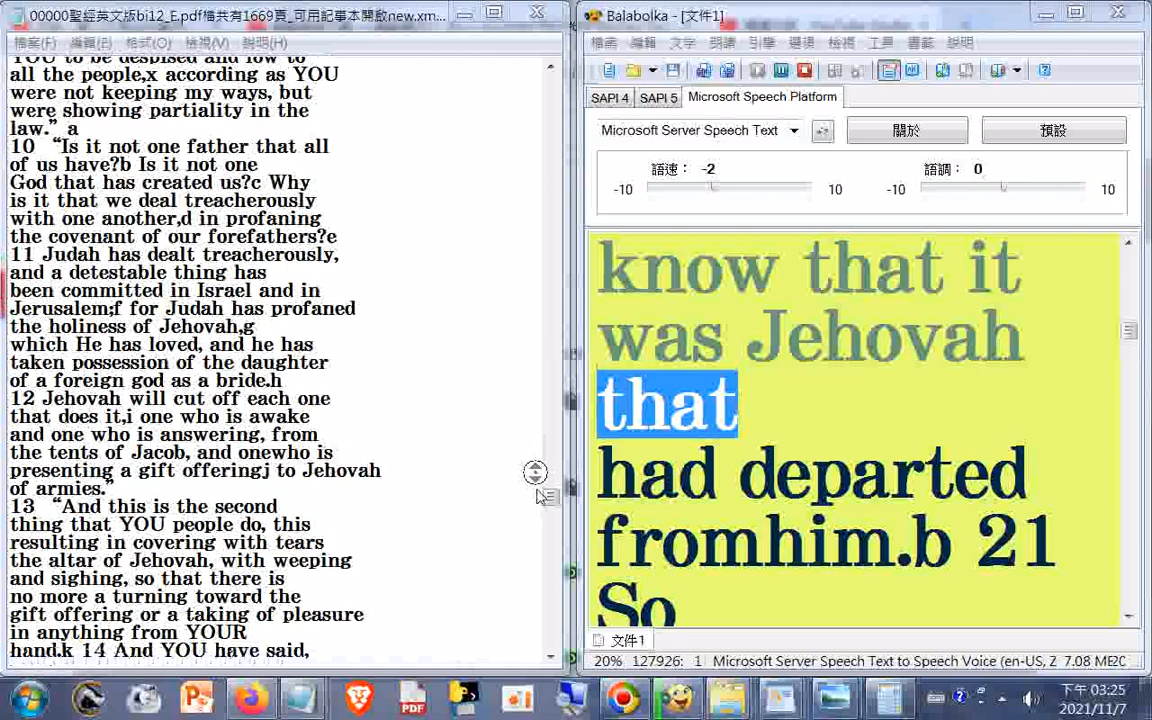 00000聖經英文版bi12_E.pdf檔共有1669頁_可用記事本開啟new.xm...
檔案(F) 編輯(E) 格式(O) 檢視(V) 說明(H)
YOU to be despised and low to
all the people,x according as YOU
were not keeping my ways, but
were showing partiality in the
law.” a
10 “Is it not one father that all
of us have?b Is it not one
God that has created us?c Why
is it that we deal treacherously
with one another,d in profaning
the covenant of our forefathers?e
11 Judah has dealt treacherously,
and a detestable thing has
been committed in Israel and in
Jerusalem;f for Judah has profaned
the holiness of Jehovah,g
which He has loved, and he has
taken possession of the daughter
of a foreign god as a bride.h
12 Jehovah will cut off each one
that does it,i one who is awake
and one who is answering, from
the tents of Jacob, and onewho is
presenting a gift offeringj to Jehovah
of armies.”
13 “And this is the second
thing that YOU people do, this
resulting in covering with tears
the altar of Jehovah, with weeping
and sighing, so that there is
no more a turning toward the
gift offering or a taking of pleasure
in anything from YOUR
hand.k 14 And YOU have said,
Balabolka - [文件1]
檔案 編輯 文字 朗讀 引擎 選項 檢視 工具 書籤 說明
SAPI 4 SAPI 5 Microsoft Speech Platform
Microsoft Server Speech Text 關於 預設
語速： -2 語調： 0
-10 10 -10 10
know that it
was Jehovah
that
had departed
fromhim.b 21
So
文件1
20% 127926: 1 Microsoft Server Speech Text to Speech Voice (en-US, Z 7.08 ME2C
PDF
下午 03:25
2021/11/7